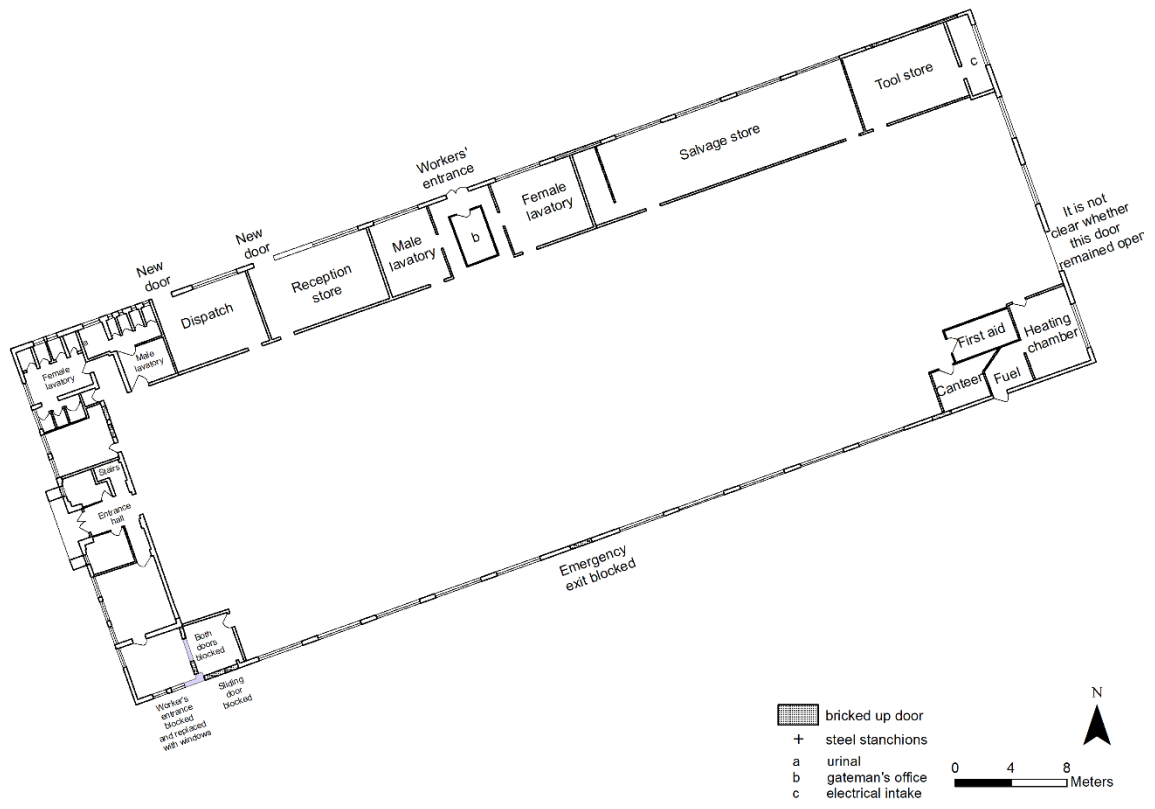 c
Tool store
Salvage store
Workers'
entrance
Female
lavatory
b
Male
lavatory
New
door
Reception
store
New
door
Dispatch
a
Male
lavatory
Female
lavatory
It is not
clear whether
this door
remained open
First aid
Heating
chamber
Canteen
Fuel
Stairs
Entrance
hall
Emergency
exit blocked
Both
doors
blocked
Sliding
door
blocked
Worker's
entrance
blocked
and replaced
with windows
bricked up door
steel stanchions
a urinal
b gateman's office
c electrical intake
N
0 4 8
Meters